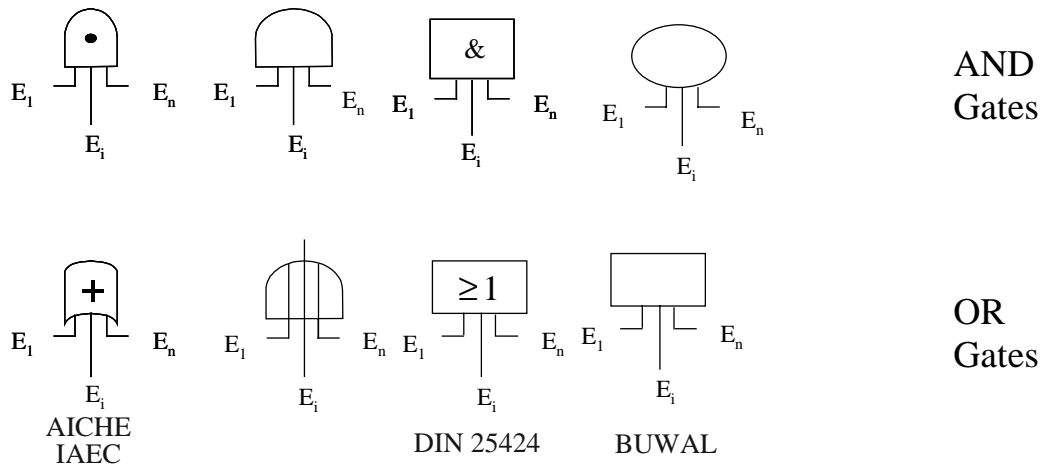 &
E1 En E1 En E1 En E1 En
Ei Ei Ei Ei
AND
Gates
+ ≥1
E1 En E1 En E1 En E1 En
Ei Ei Ei Ei
OR
Gates
AICHE
IAEC
DIN 25424
BUWAL